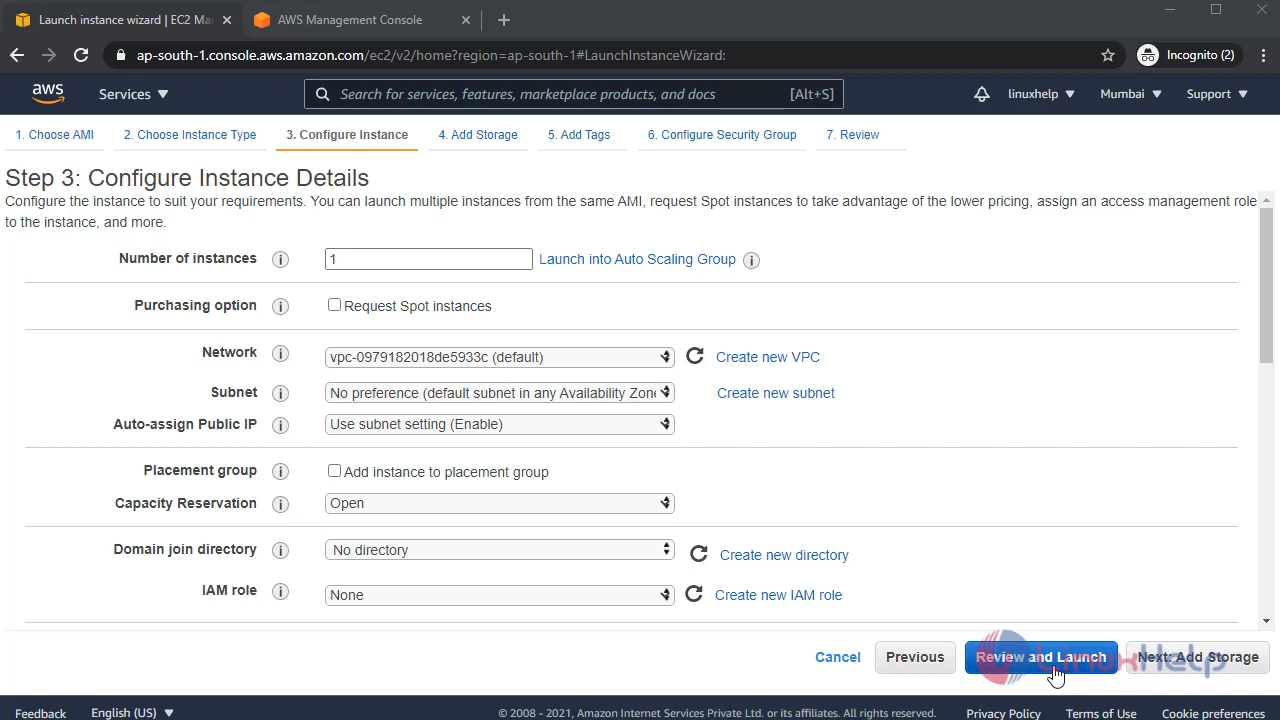 Launch instance wizard | EC2 Ma
AWS Management Console
ap-south-1.console.aws.amazon.com/ec2/v2/home?region=ap-south-1#LaunchInstanceWizard:
Incognito (2)
aws
Services
Search for services, features, marketplace products, and docs
[Alt+S]
linuxhelp
Mumbai
Support
1. Choose AMI
2. Choose Instance Type
3. Configure Instance
4. Add Storage
5. Add Tags
6. Configure Security Group
7. Review
Step 3: Configure Instance Details
Configure the instance to suit your requirements. You can launch multiple instances from the same AMI, request Spot instances to take advantage of the lower pricing, assign an access management role
to the instance, and more.
Number of instances
1
Launch into Auto Scaling Group
Purchasing option
Request Spot instances
Network
vpc-0979182018de5933c (default)
Create new VPC
Subnet
No preference (default subnet in any Availability Zone
Create new subnet
Auto-assign Public IP
Use subnet setting (Enable)
Placement group
Add instance to placement group
Capacity Reservation
Open
Domain join directory
No directory
Create new directory
IAM role
None
Create new IAM role
Cancel
Previous
Review and Launch
Next: Add Storage
LinuxHelp
Feedback
English (US)
© 2008 - 2021, Amazon Internet Services Private Ltd. or its affiliates. All rights reserved.
Privacy Policy
Terms of Use
Cookie preferences